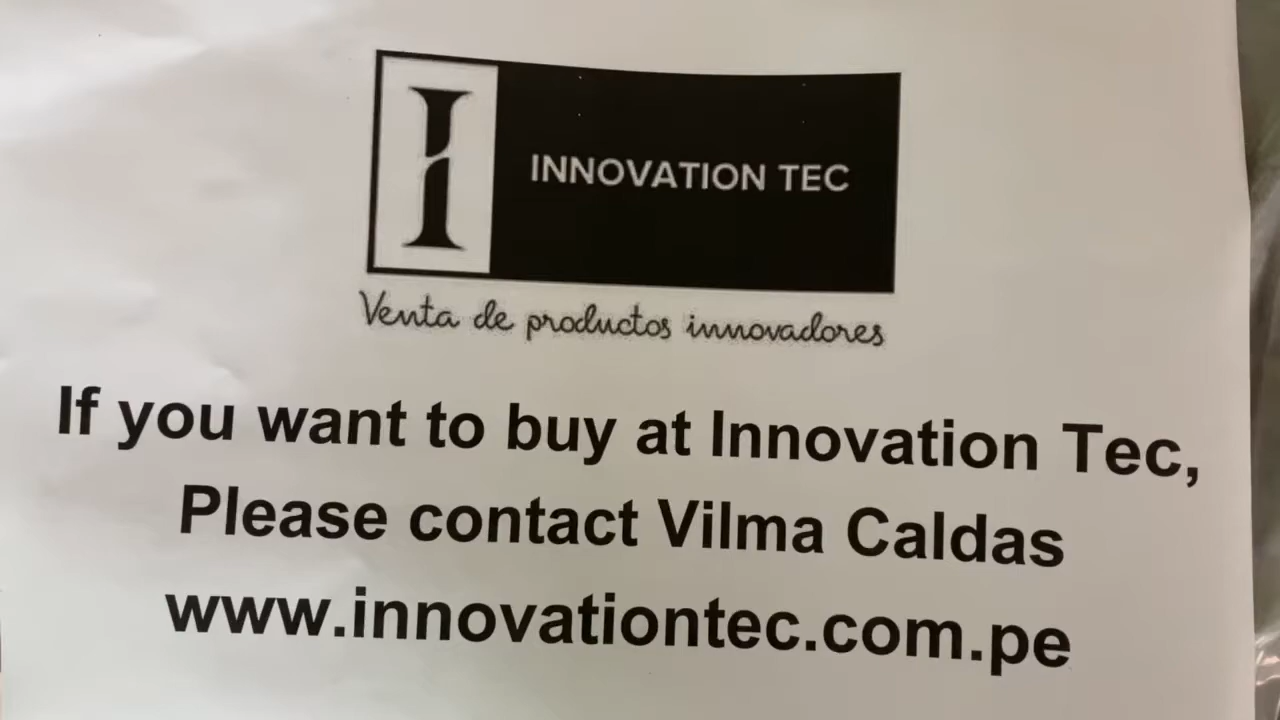 I
INNOVATION TEC
Venta de productos innovadores
If you want to buy at Innovation Tec,
Please contact Vilma Caldas
www.innovationtec.com.pe